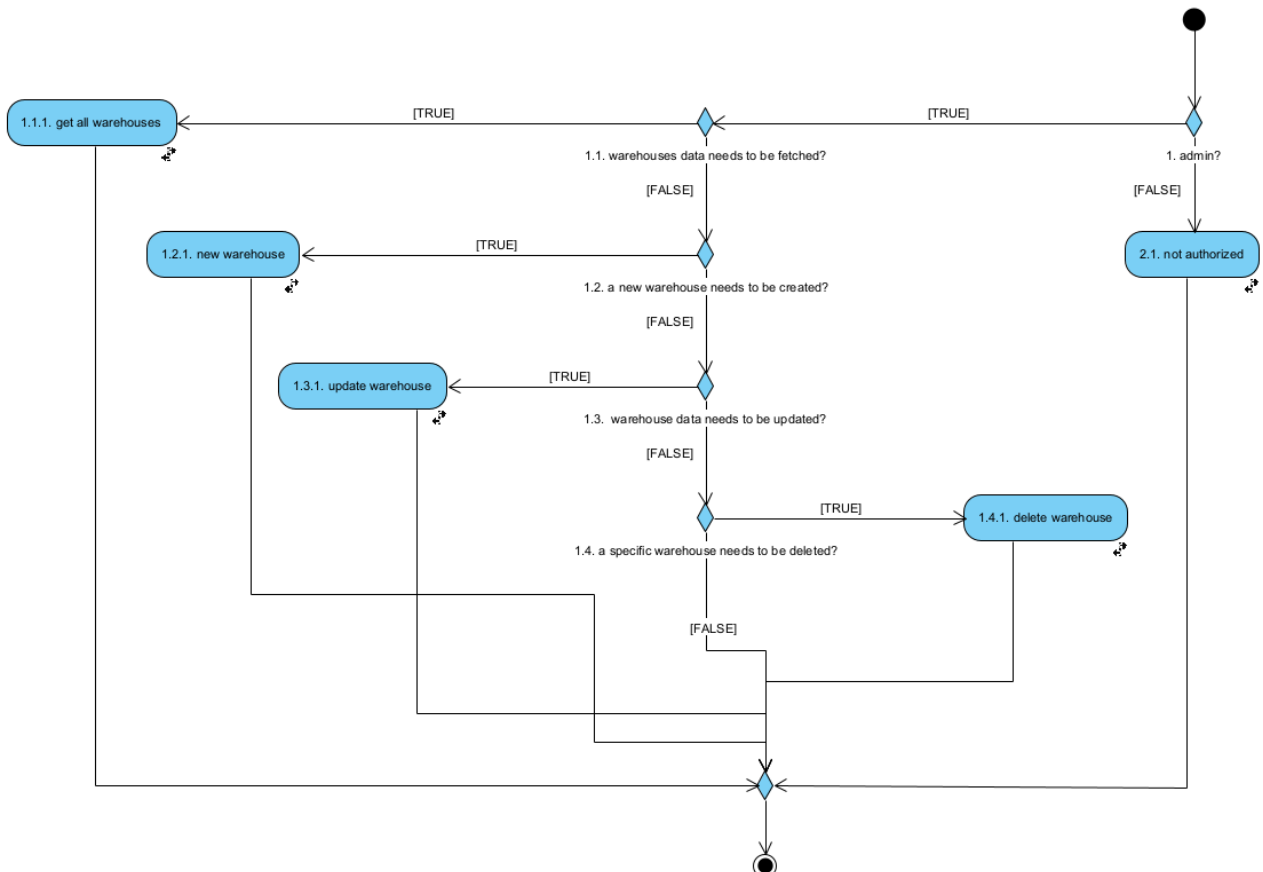 [TRUE]
[TRUE]
1.1.1. get all warehouses
1.1. warehouses data needs to be fetched?
1. admin?
[FALSE]
[FALSE]
[TRUE]
1.2.1. new warehouse
2.1. not authorized
1.2. a new warehouse needs to be created?
[FALSE]
[TRUE]
1.3.1. update warehouse
1.3.  warehouse data needs to be updated?
[FALSE]
[TRUE]
1.4.1. delete warehouse
1.4. a specific warehouse needs to be deleted?
[FALSE]